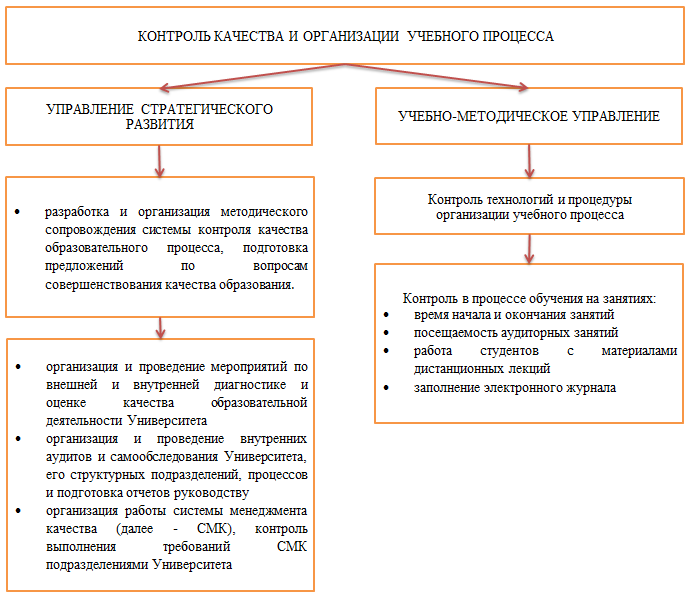 КОНТРОЛЬ КАЧЕСТВА И ОРГАНИЗАЦИИ УЧЕБНОГО ПРОЦЕССА
УПРАВЛЕНИЕ СТРАТЕГИЧЕСКОГО
РАЗВИТИЯ
• разработка и организация методического
сопровождения системы контроля качества
образовательного процесса, подготовка
предложений по вопросам
совершенствования качества образования.
• организация и проведение мероприятий по
внешней и внутренней диагностике и
оценке качества образовательной
деятельности Университета
• организация и проведение внутренних
аудитов и самообследования Университета,
его структурных подразделений, процессов
и подготовка отчетов руководству
• организация работы системы менеджмента
качества (далее - СМК), контроль
выполнения требований СМК
подразделениями Университета
УЧЕБНО-МЕТОДИЧЕСКОЕ УПРАВЛЕНИЕ
Контроль технологий и процедуры
организации учебного процесса
Контроль в процессе обучения на занятиях:
• время начала и окончания занятий
• посещаемость аудиторных занятий
• работа студентов с материалами
дистанционных лекций
• заполнение электронного журнала